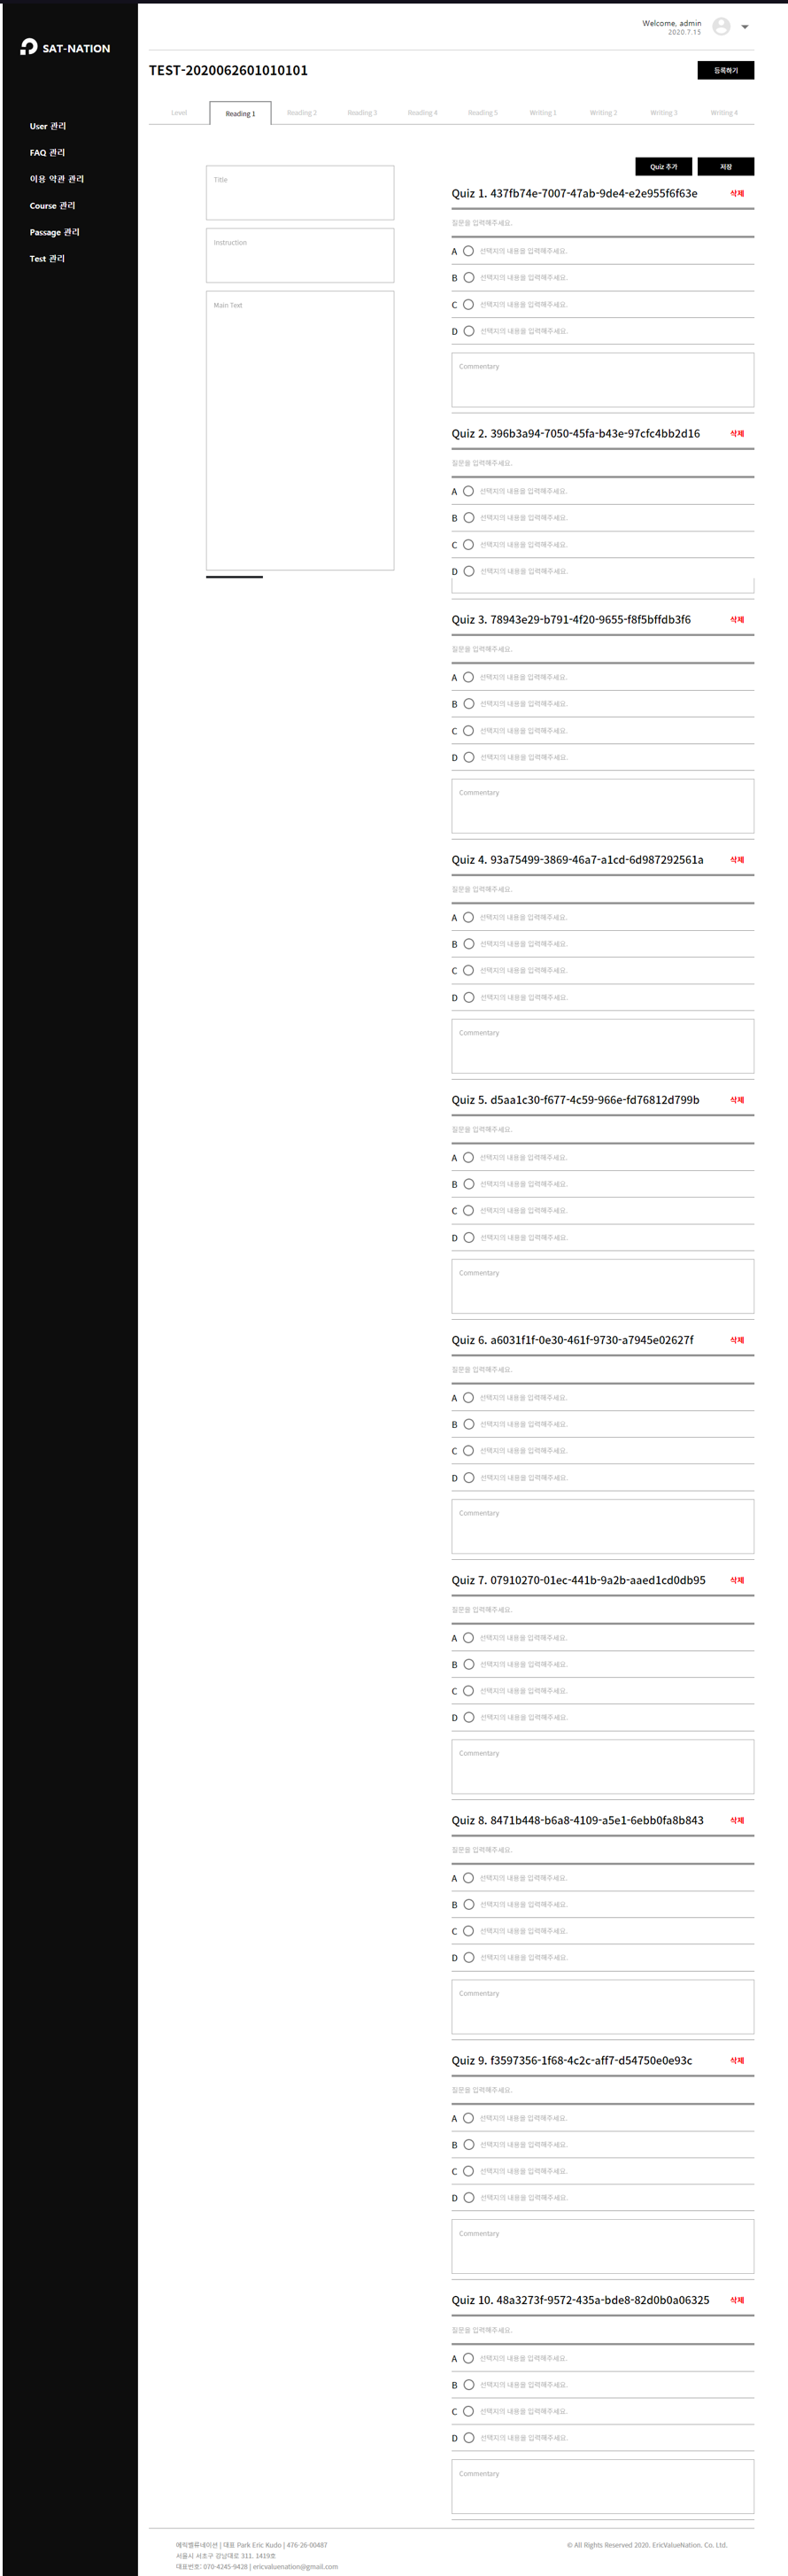 Welcome, admin
2020.7.15
SAT-NATION
TEST-2020062601010101
등록하기
Level
Reading 1
Reading 2
Reading 3
Reading 4
Reading 5
Writing 1
Writing 2
Writing 3
Writing 4
User 관리
FAQ 관리
이용 약관 관리
Course 관리
Passage 관리
Test 관리
Title
Instruction
Main Text
Quiz 추가
저장
Quiz 1. 437fb74e-7007-47ab-9de4-e2e955f6f63e
삭제
질문을 입력해주세요.
A 선택지의 내용을 입력해주세요.
B 선택지의 내용을 입력해주세요.
C 선택지의 내용을 입력해주세요.
D 선택지의 내용을 입력해주세요.
Commentary
Quiz 2. 396b3a94-7050-45fa-b43e-97cfc4bb2d16
삭제
질문을 입력해주세요.
A 선택지의 내용을 입력해주세요.
B 선택지의 내용을 입력해주세요.
C 선택지의 내용을 입력해주세요.
D 선택지의 내용을 입력해주세요.
Quiz 3. 78943e29-b791-4f20-9655-f8f5bffdb3f6
삭제
질문을 입력해주세요.
A 선택지의 내용을 입력해주세요.
B 선택지의 내용을 입력해주세요.
C 선택지의 내용을 입력해주세요.
D 선택지의 내용을 입력해주세요.
Commentary
Quiz 4. 93a75499-3869-46a7-a1cd-6d987292561a
삭제
질문을 입력해주세요.
A 선택지의 내용을 입력해주세요.
B 선택지의 내용을 입력해주세요.
C 선택지의 내용을 입력해주세요.
D 선택지의 내용을 입력해주세요.
Commentary
Quiz 5. d5aa1c30-f677-4c59-966e-fd76812d799b
삭제
질문을 입력해주세요.
A 선택지의 내용을 입력해주세요.
B 선택지의 내용을 입력해주세요.
C 선택지의 내용을 입력해주세요.
D 선택지의 내용을 입력해주세요.
Commentary
Quiz 6. a6031f1f-0e30-461f-9730-a7945e02627f
삭제
질문을 입력해주세요.
A 선택지의 내용을 입력해주세요.
B 선택지의 내용을 입력해주세요.
C 선택지의 내용을 입력해주세요.
D 선택지의 내용을 입력해주세요.
Commentary
Quiz 7. 07910270-01ec-441b-9a2b-aaed1cd0db95
삭제
질문을 입력해주세요.
A 선택지의 내용을 입력해주세요.
B 선택지의 내용을 입력해주세요.
C 선택지의 내용을 입력해주세요.
D 선택지의 내용을 입력해주세요.
Commentary
Quiz 8. 8471b448-b6a8-4109-a5e1-6ebb0fa8b843
삭제
질문을 입력해주세요.
A 선택지의 내용을 입력해주세요.
B 선택지의 내용을 입력해주세요.
C 선택지의 내용을 입력해주세요.
D 선택지의 내용을 입력해주세요.
Commentary
Quiz 9. f3597356-1f68-4c2c-aff7-d54750e0e93c
삭제
질문을 입력해주세요.
A 선택지의 내용을 입력해주세요.
B 선택지의 내용을 입력해주세요.
C 선택지의 내용을 입력해주세요.
D 선택지의 내용을 입력해주세요.
Commentary
Quiz 10. 48a3273f-9572-435a-bde8-82d0b0a06325
삭제
질문을 입력해주세요.
A 선택지의 내용을 입력해주세요.
B 선택지의 내용을 입력해주세요.
C 선택지의 내용을 입력해주세요.
D 선택지의 내용을 입력해주세요.
Commentary
에릭밸류네이션 | 대표 Park Eric Kudo | 476-26-00487
서울시 서초구 강남대로 311. 1419호
대표번호: 070-4245-9428 | ericvaluenation@gmail.com
© All Rights Reserved 2020. EricValueNation. Co. Ltd.